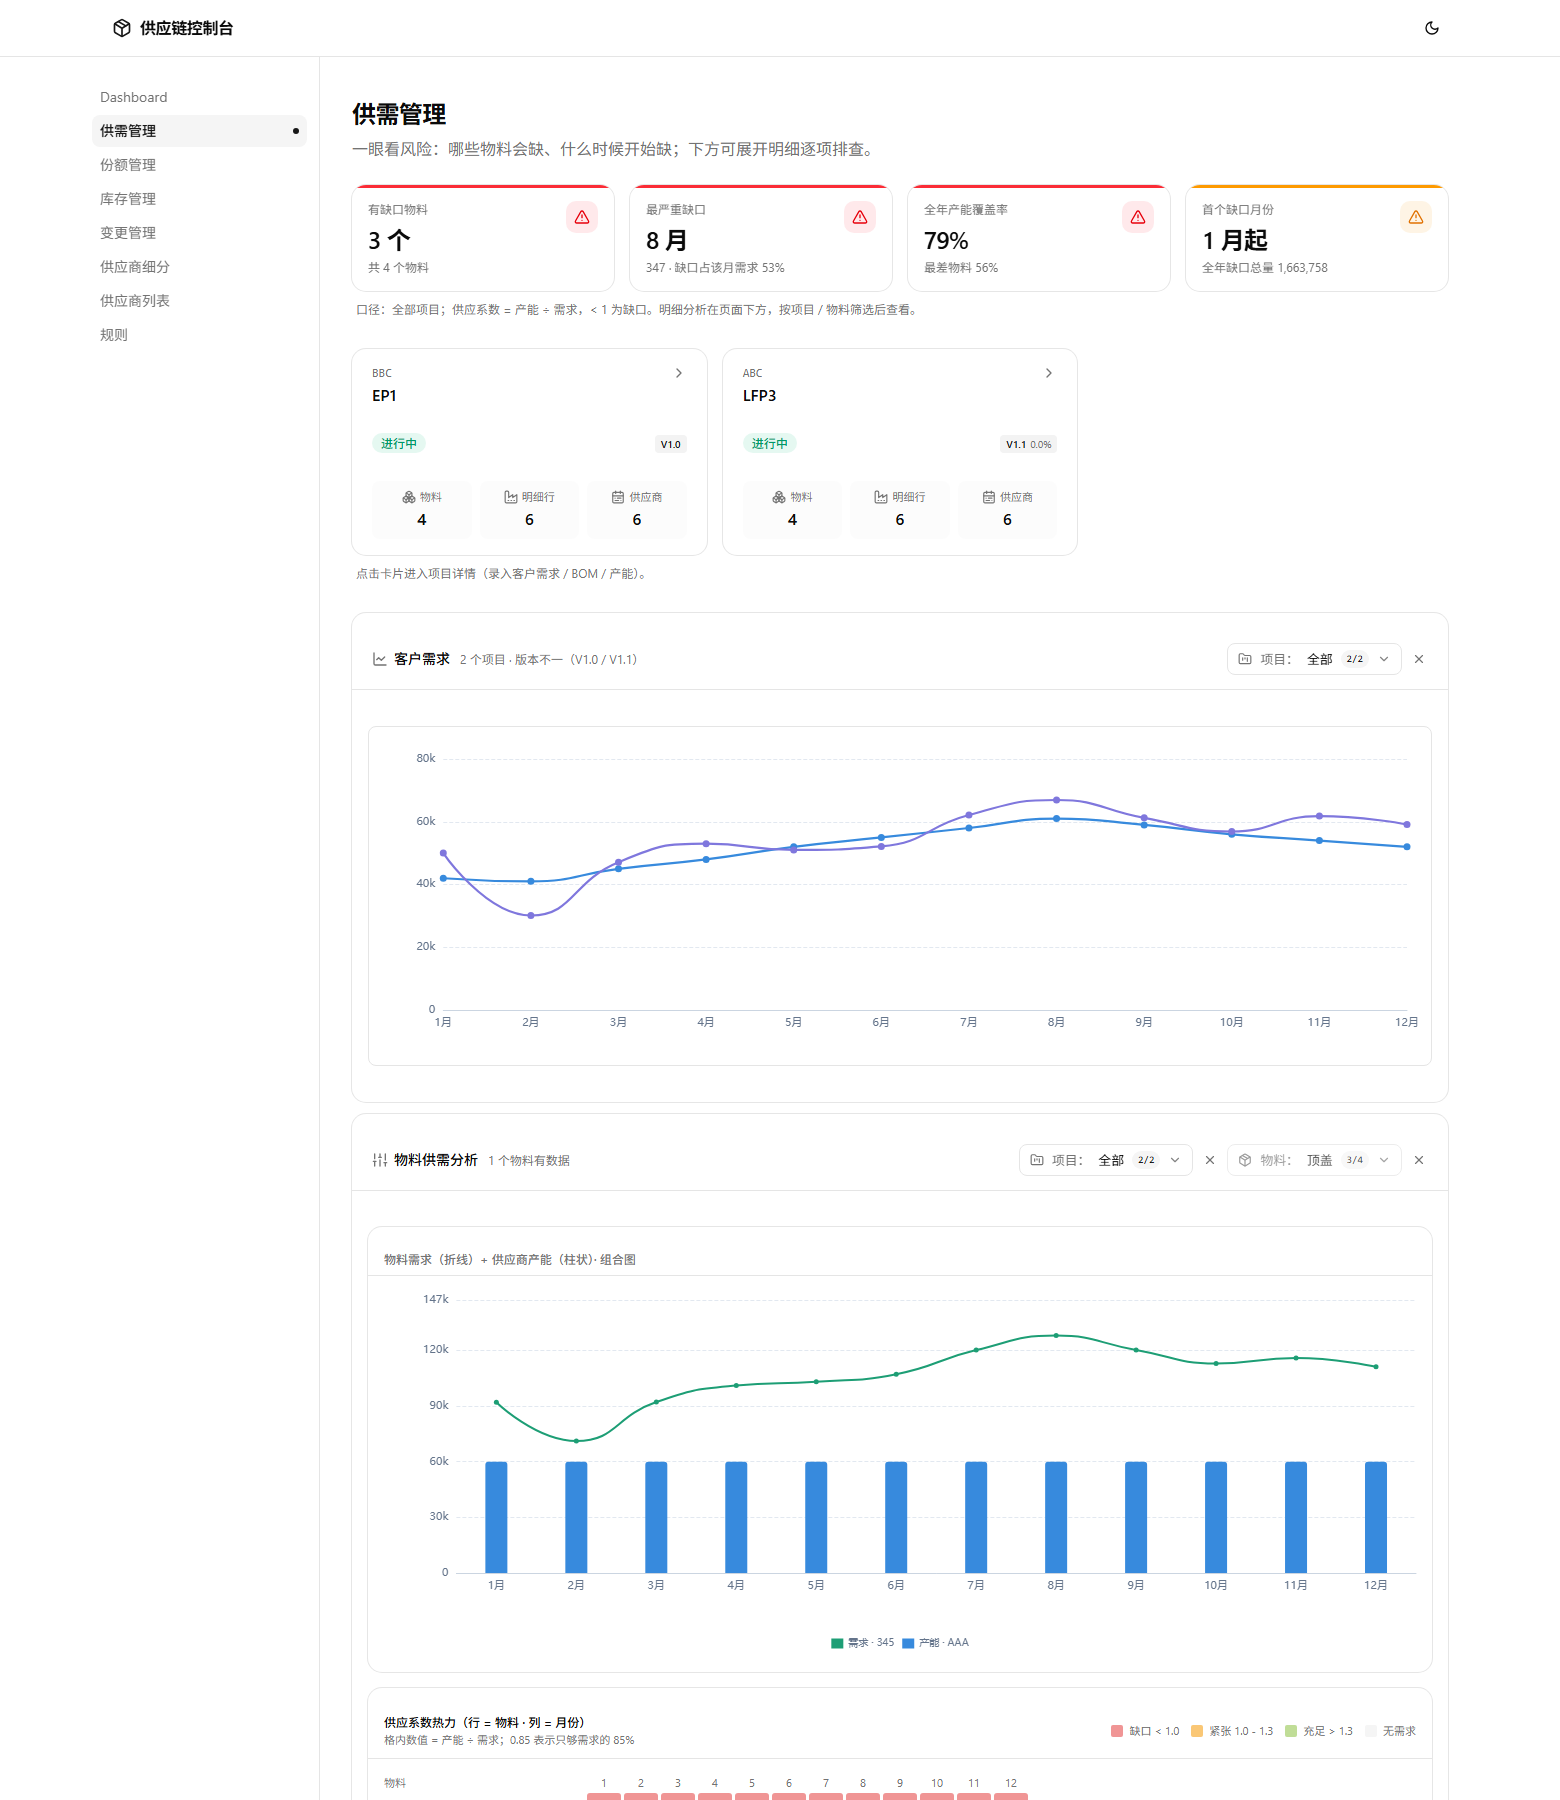 供应链控制台
Dashboard
供需管理
份额管理
库存管理
变更管理
供应商细分
供应商列表
规则
供需管理
一眼看风险：哪些物料会缺、什么时候开始缺；下方可展开明细逐项排查。
有缺口物料
3 个
共 4 个物料
最严重缺口
8 月
347 · 缺口占该月需求 53%
全年产能覆盖率
79%
最差物料 56%
首个缺口月份
1 月起
全年缺口总量 1,663,758
口径：全部项目；供应系数 = 产能 ÷ 需求，< 1 为缺口。明细分析在页面下方，按项目 / 物料筛选后查看。
BBC
EP1
进行中
V1.0
物料
4
明细行
6
供应商
6
ABC
LFP3
进行中
V1.1 0.0%
物料
4
明细行
6
供应商
6
点击卡片进入项目详情（录入客户需求 / BOM / 产能）。
客户需求 2 个项目 · 版本不一（V1.0 / V1.1）
项目： 全部 2/2
80k
60k
40k
20k
0
1月 2月 3月 4月 5月 6月 7月 8月 9月 10月 11月 12月
物料供需分析 1 个物料有数据
项目： 全部 2/2
物料： 顶盖 3/4
物料需求（折线）+ 供应商产能（柱状）· 组合图
147k
120k
90k
60k
30k
0
1月 2月 3月 4月 5月 6月 7月 8月 9月 10月 11月 12月
需求 · 345 产能 · AAA
供应系数热力（行 = 物料 · 列 = 月份）
格内数值 = 产能 ÷ 需求；0.85 表示只够需求的 85%
缺口 < 1.0 紧张 1.0 - 1.3 充足 > 1.3 无需求
物料 1 2 3 4 5 6 7 8 9 10 11 12